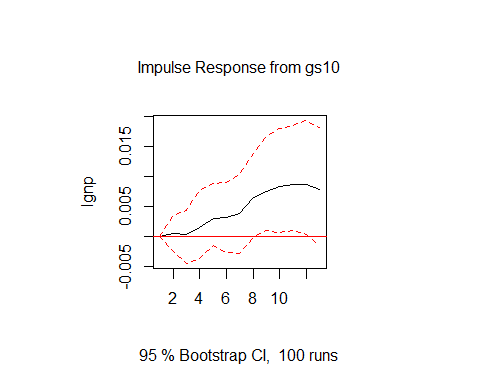 Impulse Response from gs10
lgnp
0.015
0.005
-0.005
2 4 6 8 10
95 % Bootstrap CI, 100 runs